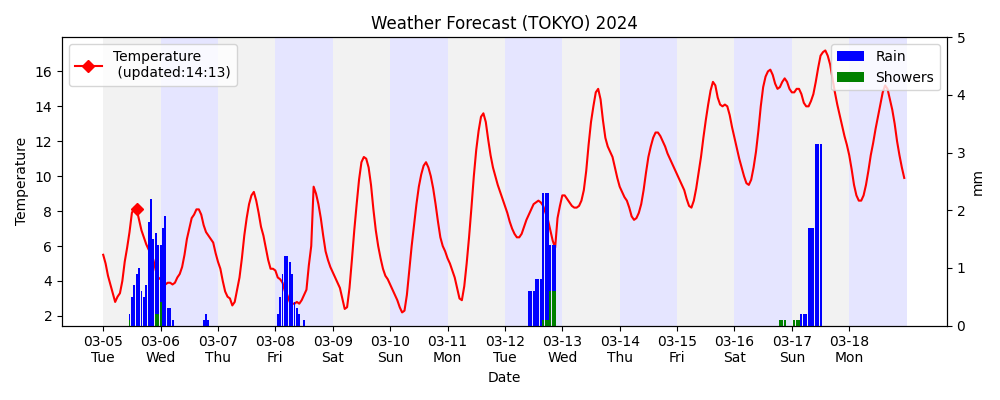 Weather Forecast (TOKYO) 2024
Temperature
(updated:14:13)
Rain
Showers
Temperature
16
14
12
10
8
6
4
2
5
4
3
2
1
0
mm
03-05 03-06 03-07 03-08 03-09 03-10 03-11 03-12 03-13 03-14 03-15 03-16 03-17 03-18
Tue Wed Thu Fri Sat Sun Mon Tue Wed Thu Fri Sat Sun Mon
Date